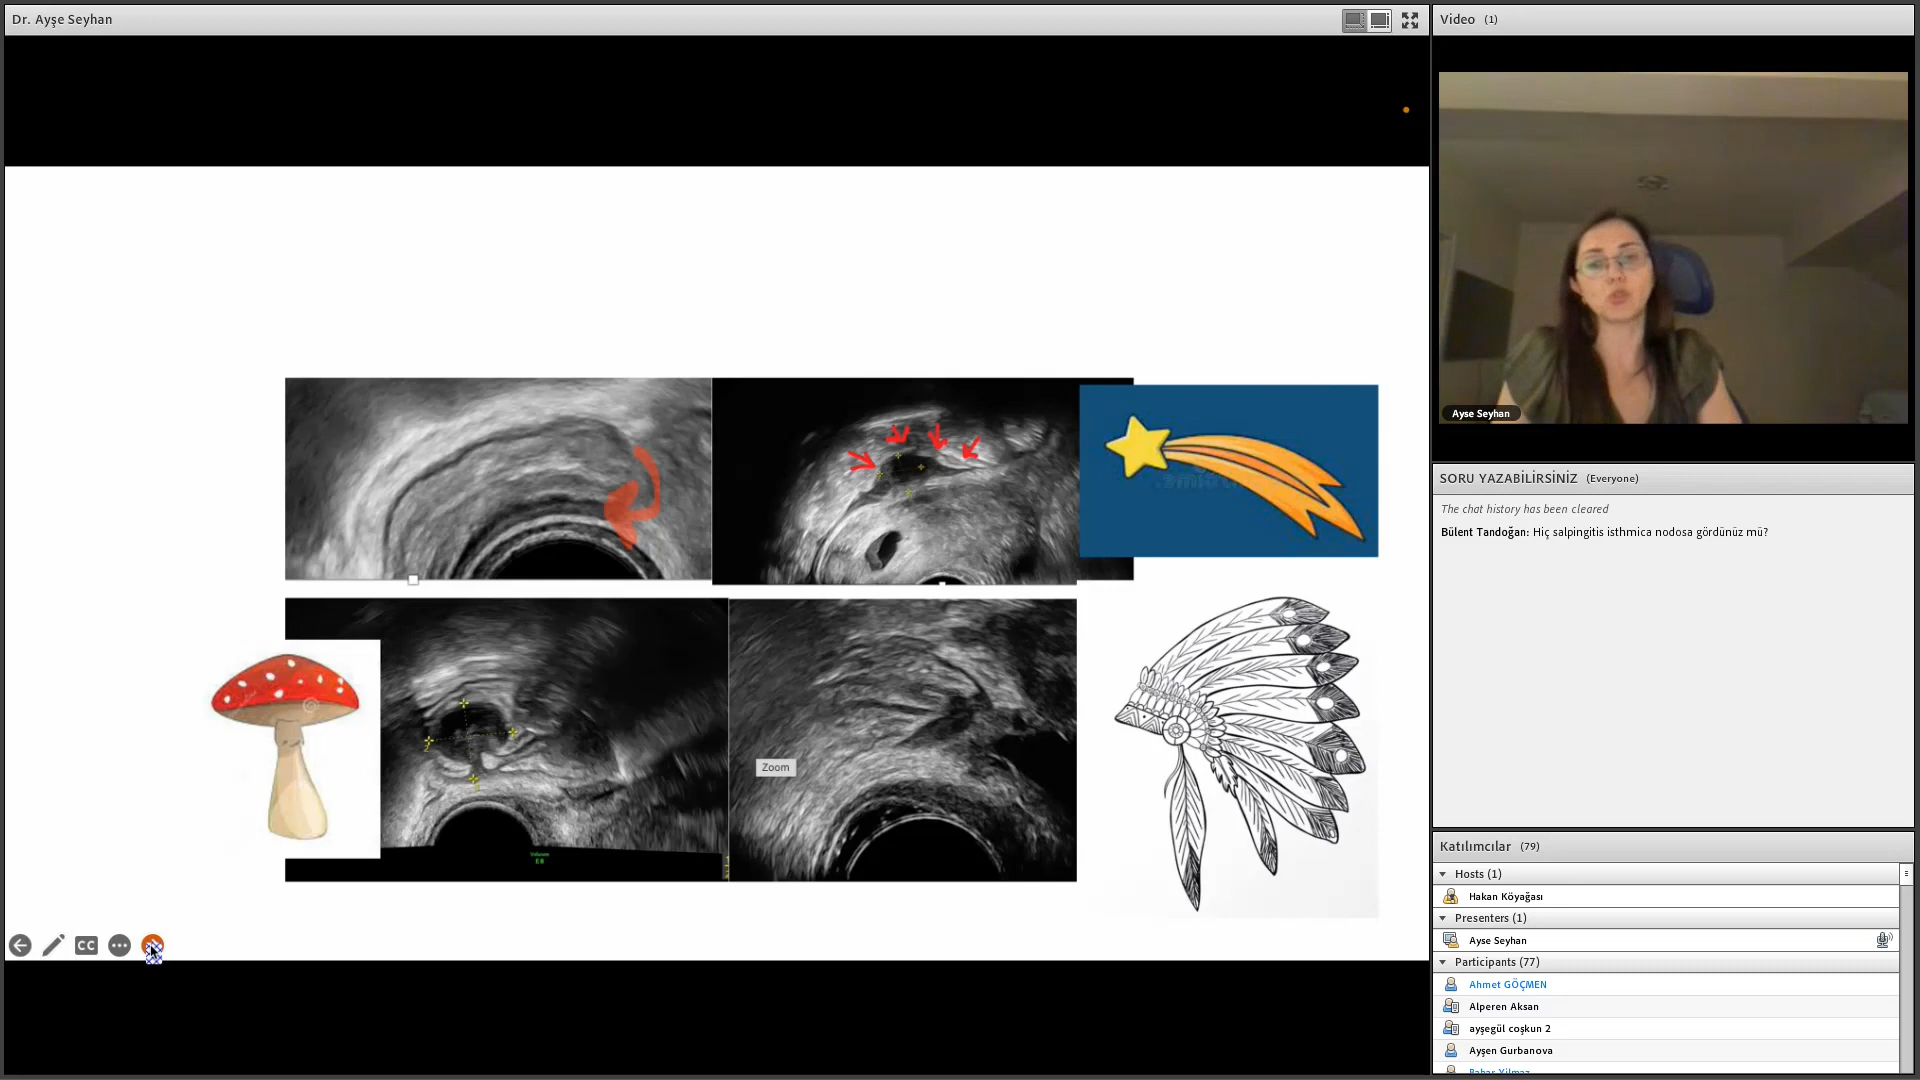 Dr. Ayşe Seyhan
Zoom
CC
Video (1)
Ayse Seyhan
SORU YAZABİLİRSİNİZ (Everyone)
The chat history has been cleared
Bülent Tandoğan: Hiç salpingitis isthmica nodosa gördünüz mü?
Katılımcılar (79)
Hosts (1)
Hakan Köyağası
Presenters (1)
Ayse Seyhan
Participants (77)
Ahmet GÖÇMEN
Alperen Aksan
ayşegül coşkun 2
Ayşen Gurbanova